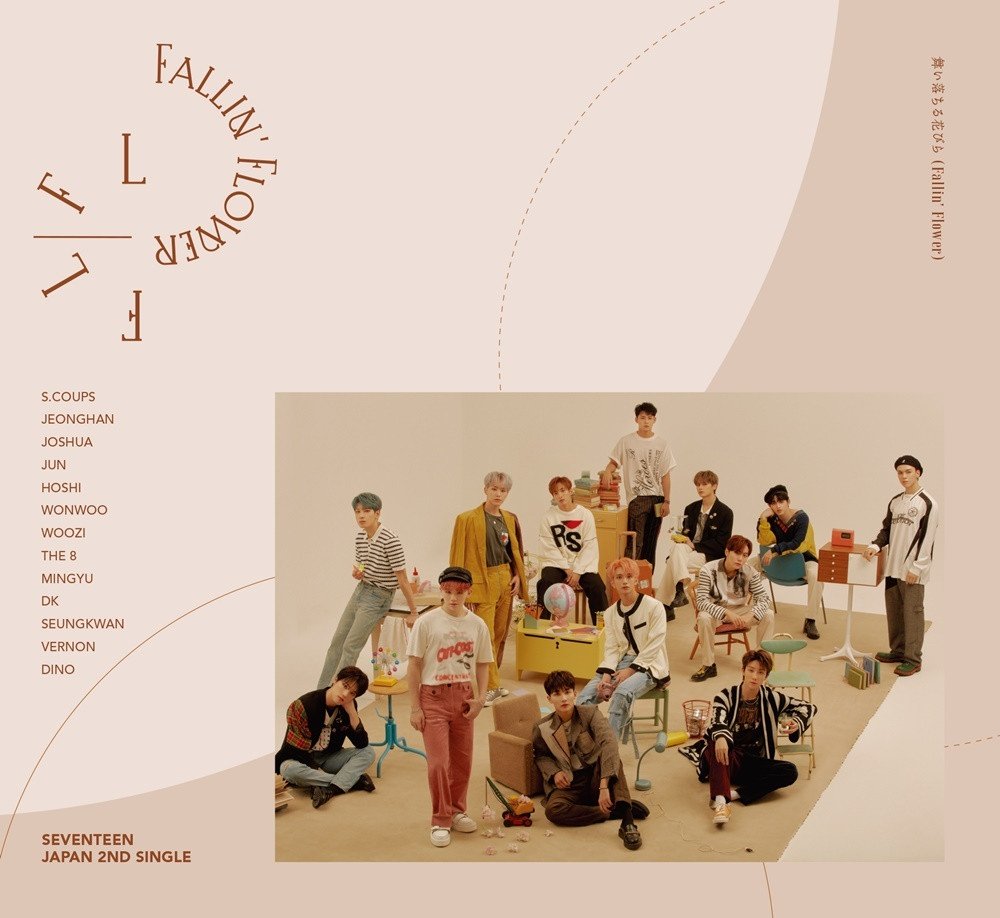 FALLIN' FLOWER
L
F
L
F
舞い落ちる花びら (Fallin' Flower)
S.COUPS
JEONGHAN
JOSHUA
JUN
HOSHI
WONWOO
WOOZI
THE 8
MINGYU
DK
SEUNGKWAN
VERNON
DINO
SEVENTEEN
JAPAN 2ND SINGLE